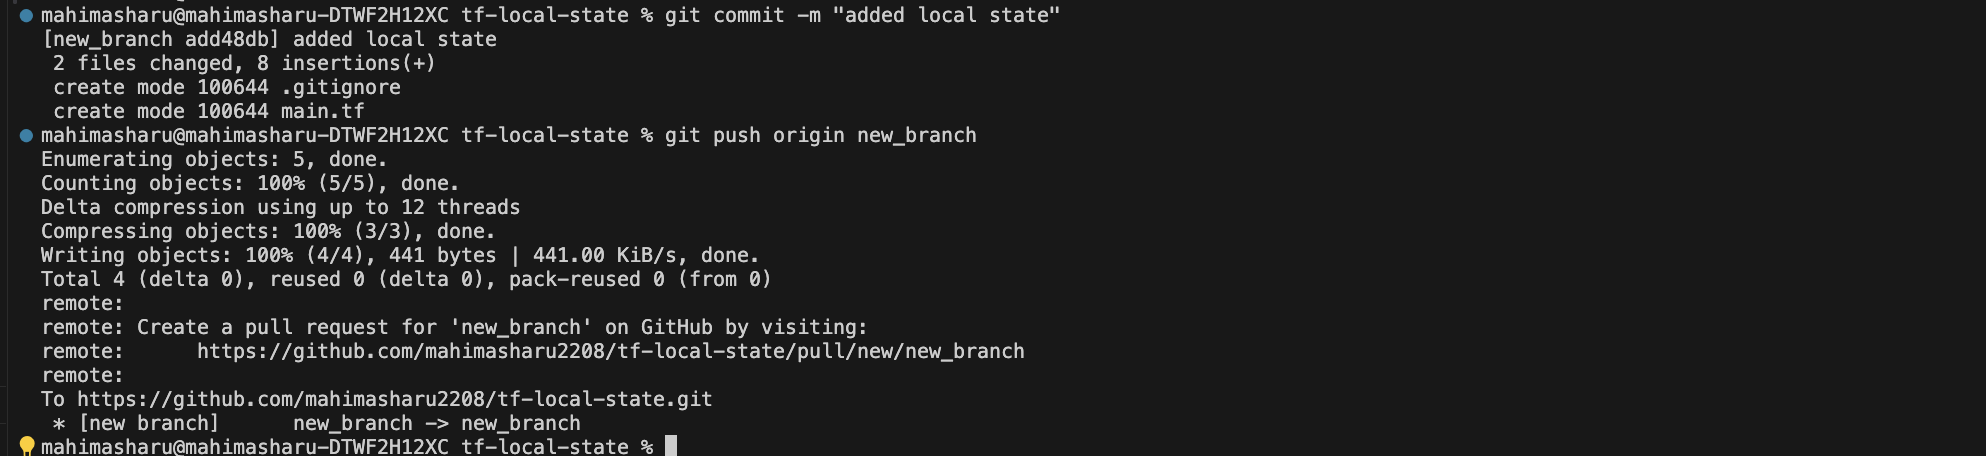 mahimasharu@mahimasharu-DTWF2H12XC tf-local-state % git commit -m "added local state"
[new_branch add48db] added local state
 2 files changed, 8 insertions(+)
 create mode 100644 .gitignore
 create mode 100644 main.tf
mahimasharu@mahimasharu-DTWF2H12XC tf-local-state % git push origin new_branch
Enumerating objects: 5, done.
Counting objects: 100% (5/5), done.
Delta compression using up to 12 threads
Compressing objects: 100% (3/3), done.
Writing objects: 100% (4/4), 441 bytes | 441.00 KiB/s, done.
Total 4 (delta 0), reused 0 (delta 0), pack-reused 0 (from 0)
remote:
remote: Create a pull request for 'new_branch' on GitHub by visiting:
remote:      https://github.com/mahimasharu2208/tf-local-state/pull/new/new_branch
remote:
To https://github.com/mahimasharu2208/tf-local-state.git
 * [new branch]      new_branch -> new_branch
mahimasharu@mahimasharu-DTWF2H12XC tf-local-state %